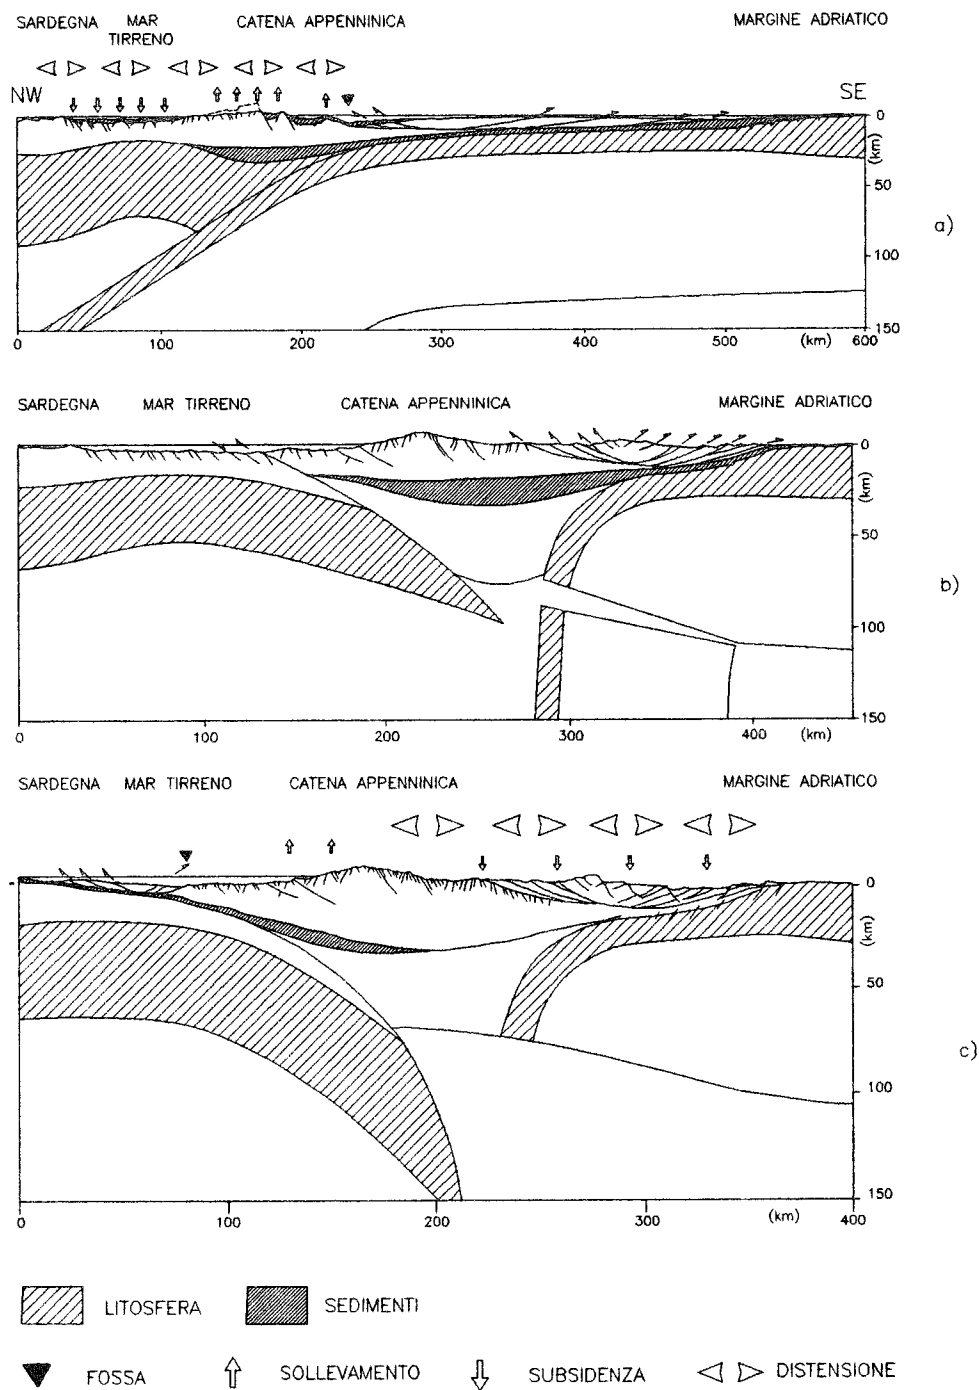 SARDEGNA MAR CATENA APPENNINICA MARGINE ADRIATICO
TIRRENO
NW SE
0
(km)
50
a)
100
150
0 100 200 300 400 500 (km) 600
SARDEGNA MAR TIRRENO CATENA APPENNINICA MARGINE ADRIATICO
0
(km)
50
b)
100
150
0 100 200 300 400 (km)
SARDEGNA MAR TIRRENO CATENA APPENNINICA MARGINE ADRIATICO
0
(km)
50
c)
100
150
0 100 200 300 (km) 400
LITOSFERA SEDIMENTI
FOSSA SOLLEVAMENTO SUBSIDENZA DISTENSIONE